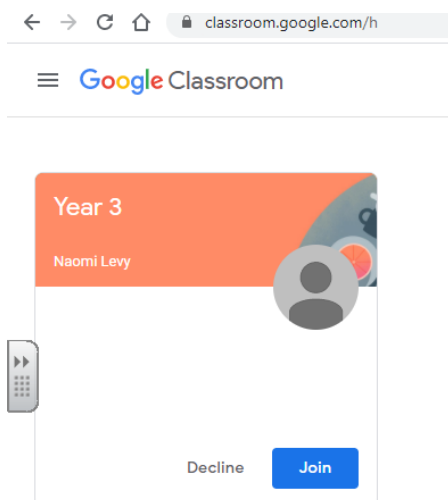 classroom.google.com/h
Google Classroom
Year 3
Naomi Levy
Decline Join